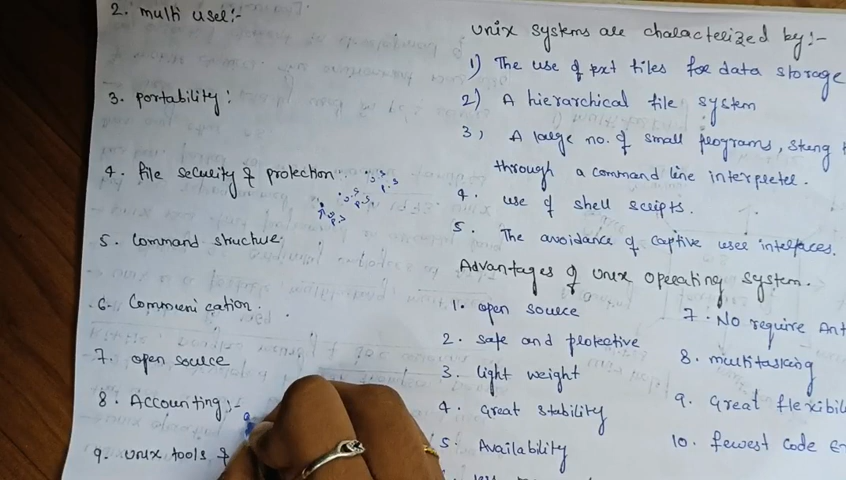 2. multi user:-
3. portability:
4. File security & protection
5. Command structure
6. Communication.
7. open source
8. Accounting:-
9. unix tools &
unix systems are characterized by:-
1) The use of pxt files for data storage
2) A hierarchical file system
3, A large no. of small programs, strung
through a command line interpreter.
4. use of shell scripts.
5. The avoidance of captive user interfaces.
Advantages of unix operating system.
1. open source
2. safe and protective
3. light weight
4. Great stability
5. Availability
7. No require Ant
8. multitasking
9. Great flexibil
10. fewest code